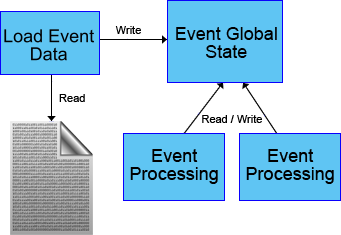 Load Event
Data
Write
Event Global
State
Read
Read / Write
Event
Processing
Event
Processing